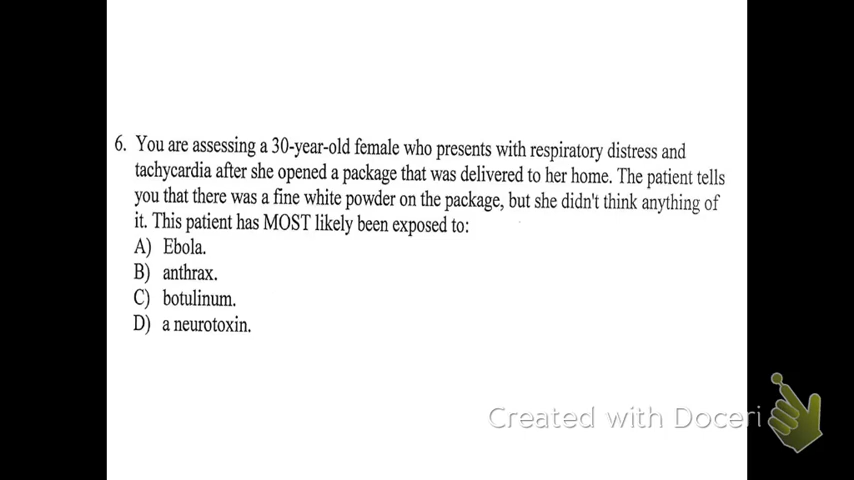 6. You are assessing a 30-year-old female who presents with respiratory distress and
tachycardia after she opened a package that was delivered to her home. The patient tells
you that there was a fine white powder on the package, but she didn't think anything of
it. This patient has MOST likely been exposed to:
A) Ebola.
B) anthrax.
C) botulinum.
D) a neurotoxin.
Created with Doceri